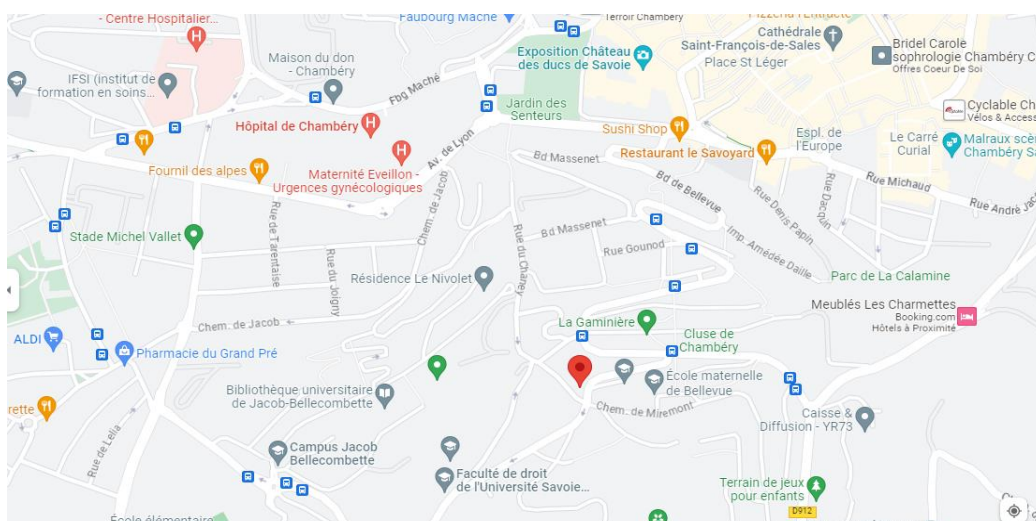 - Centre Hospitalier...
Faubourg Maché
Terroir Chambery
Pizzeria l'Entracte
Cathédrale
Saint-François-de-Sales
Place St Léger
Bridel Carole
sophrologie Chambéry C
Offres Coeur De Soi
Exposition Château
des ducs de Savoie
Maison du don
- Chambéry
IFSI (institut de
formation en soins...
Fbg Maché
Jardin des
Senteurs
Cyclable Ch
Vélos & Access
Hôpital de Chambéry
Sushi Shop
Espl. de
l'Europe
Le Carré
Curial
Malraux scè
Chambéry Sa
Restaurant le Savoyard
Av. de Lyon
Bd Massenet
Fournil des alpes
Maternité Eveillon -
Urgences gynécologiques
Bd de Bellevue
Rue Michaud
Rue André Jac
Rue Denis Papin
Rue Dacquin
Chem. de Jacob
Rue de Tarentaise
Stade Michel Vallet
Bd Massenet
Rue Gounod
Imp. Amédée Daille
Rue du Chaney
Rue du Joigny
Résidence Le Nivolet
Parc de La Calamine
Meublés Les Charmettes
Booking.com
Hôtels à Proximité
Chem. de Jacob
La Gaminière
Cluse de
Chambéry
ALDI
Pharmacie du Grand Pré
École maternelle
de Bellevue
Bibliothèque universitaire
de Jacob-Bellecombette
Chem. de Miremont
Caisse &
Diffusion - YR73
rette
Rue de Lelia
Campus Jacob
Bellecombette
Faculté de droit
de l'Université Savoie...
Terrain de jeux
pour enfants
D912
École élémentaire